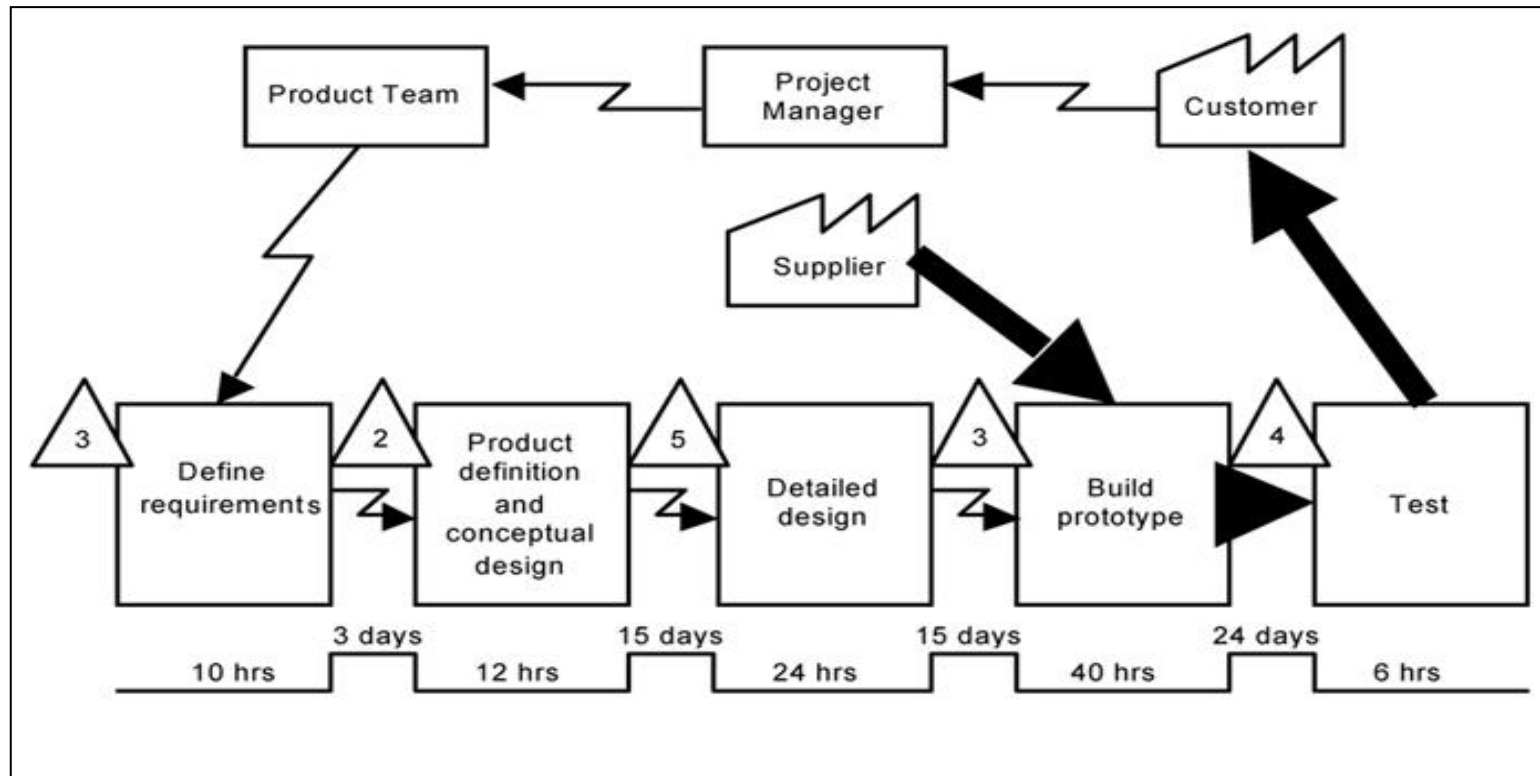 Product Team
Project
Manager
Customer
Supplier
3
Define
requirements
2
Product
definition
and
conceptual
design
5
Detailed
design
3
Build
prototype
4
Test
3 days
15 days
15 days
24 days
10 hrs
12 hrs
24 hrs
40 hrs
6 hrs